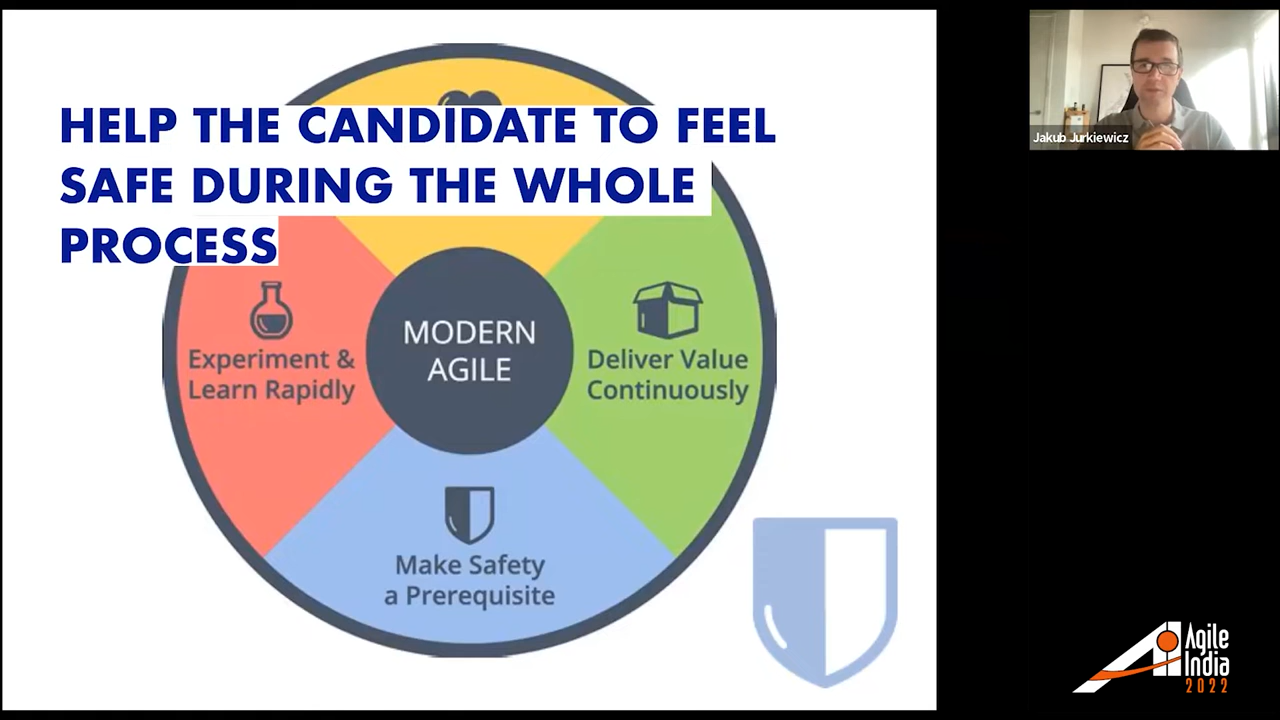 HELP THE CANDIDATE TO FEEL
SAFE DURING THE WHOLE
PROCESS
MODERN
AGILE
Experiment &
Learn Rapidly
Deliver Value
Continuously
Make Safety
a Prerequisite
Jakub Jurkiewicz
Agile
India
2022